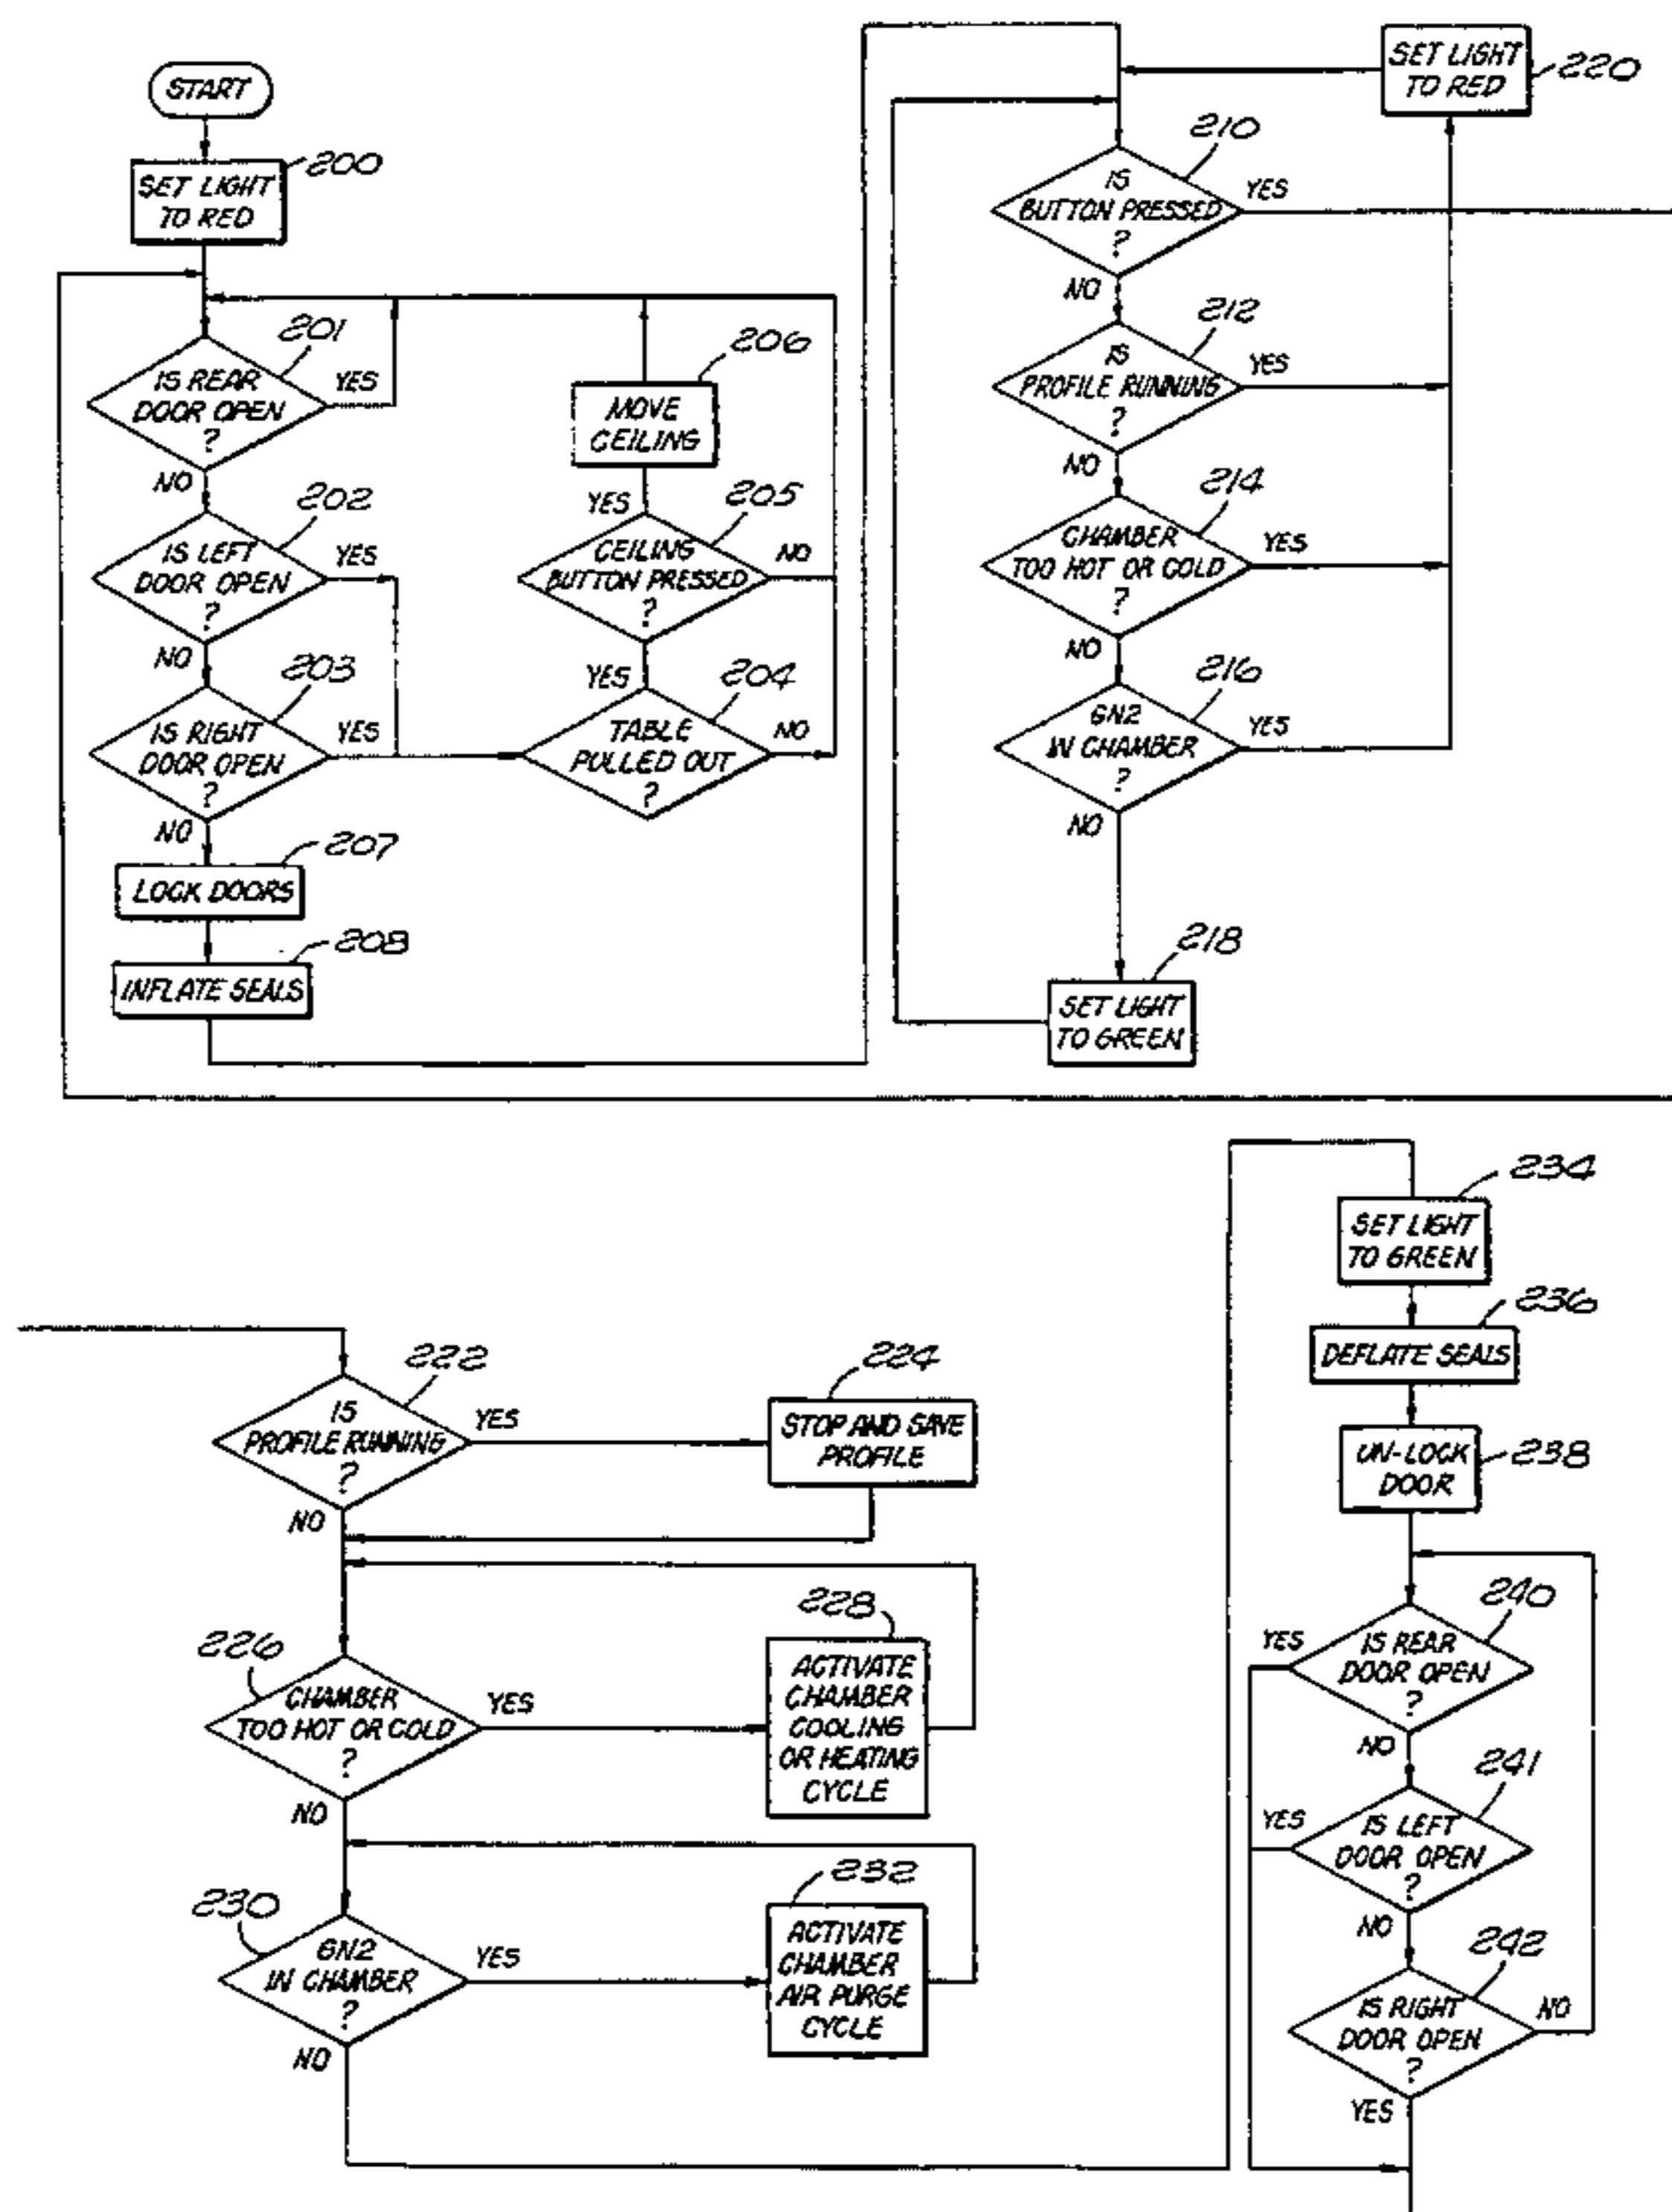 START
200
SET LIGHT
TO RED
201
IS REAR
DOOR OPEN
?
YES
NO
202
IS LEFT
DOOR OPEN
?
YES
NO
203
IS RIGHT
DOOR OPEN
?
YES
NO
207
LOCK DOORS
208
INFLATE SEALS
206
MOVE
CEILING
YES
205
CEILING
BUTTON PRESSED
?
NO
YES
204
TABLE
PULLED OUT
?
NO
SET LIGHT
TO RED
220
210
IS
BUTTON PRESSED
?
YES
NO
212
IS
PROFILE RUNNING
?
YES
NO
214
CHAMBER
TOO HOT OR COLD
?
YES
NO
216
GN2
IN CHAMBER
?
YES
NO
218
SET LIGHT
TO GREEN
222
IS
PROFILE RUNNING
?
YES
NO
224
STOP AND SAVE
PROFILE
226
CHAMBER
TOO HOT OR COLD
?
YES
NO
228
ACTIVATE
CHAMBER
COOLING
OR HEATING
CYCLE
230
GN2
IN CHAMBER
?
YES
NO
232
ACTIVATE
CHAMBER
AIR PURGE
CYCLE
234
SET LIGHT
TO GREEN
236
DEFLATE SEALS
UN-LOCK
DOOR
238
240
YES
IS REAR
DOOR OPEN
?
NO
241
YES
IS LEFT
DOOR OPEN
?
NO
242
IS RIGHT
DOOR OPEN
?
NO
YES